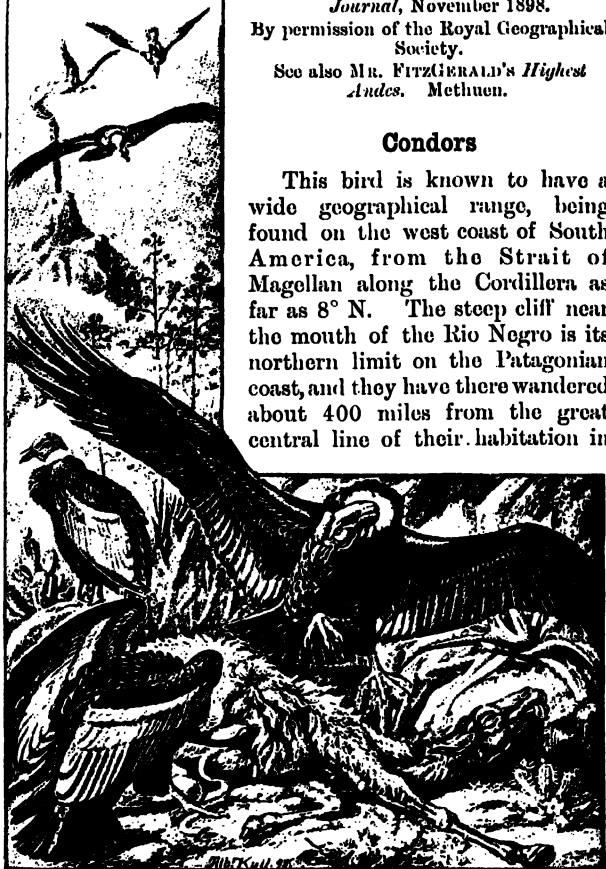 Journal, November 1898.
By permission of the Royal Geographical
Society.
See also MR. FITZGERALD'S Highest
Andes. Methuen.
Condors
This bird is known to have a
wide geographical range, being
found on the west coast of South
America, from the Strait of
Magellan along the Cordillera as
far as 8° N. The steep cliff near
the mouth of the Rio Negro is its
northern limit on the Patagonian
coast, and they have there wandered
about 400 miles from the great
central line of their habitation in